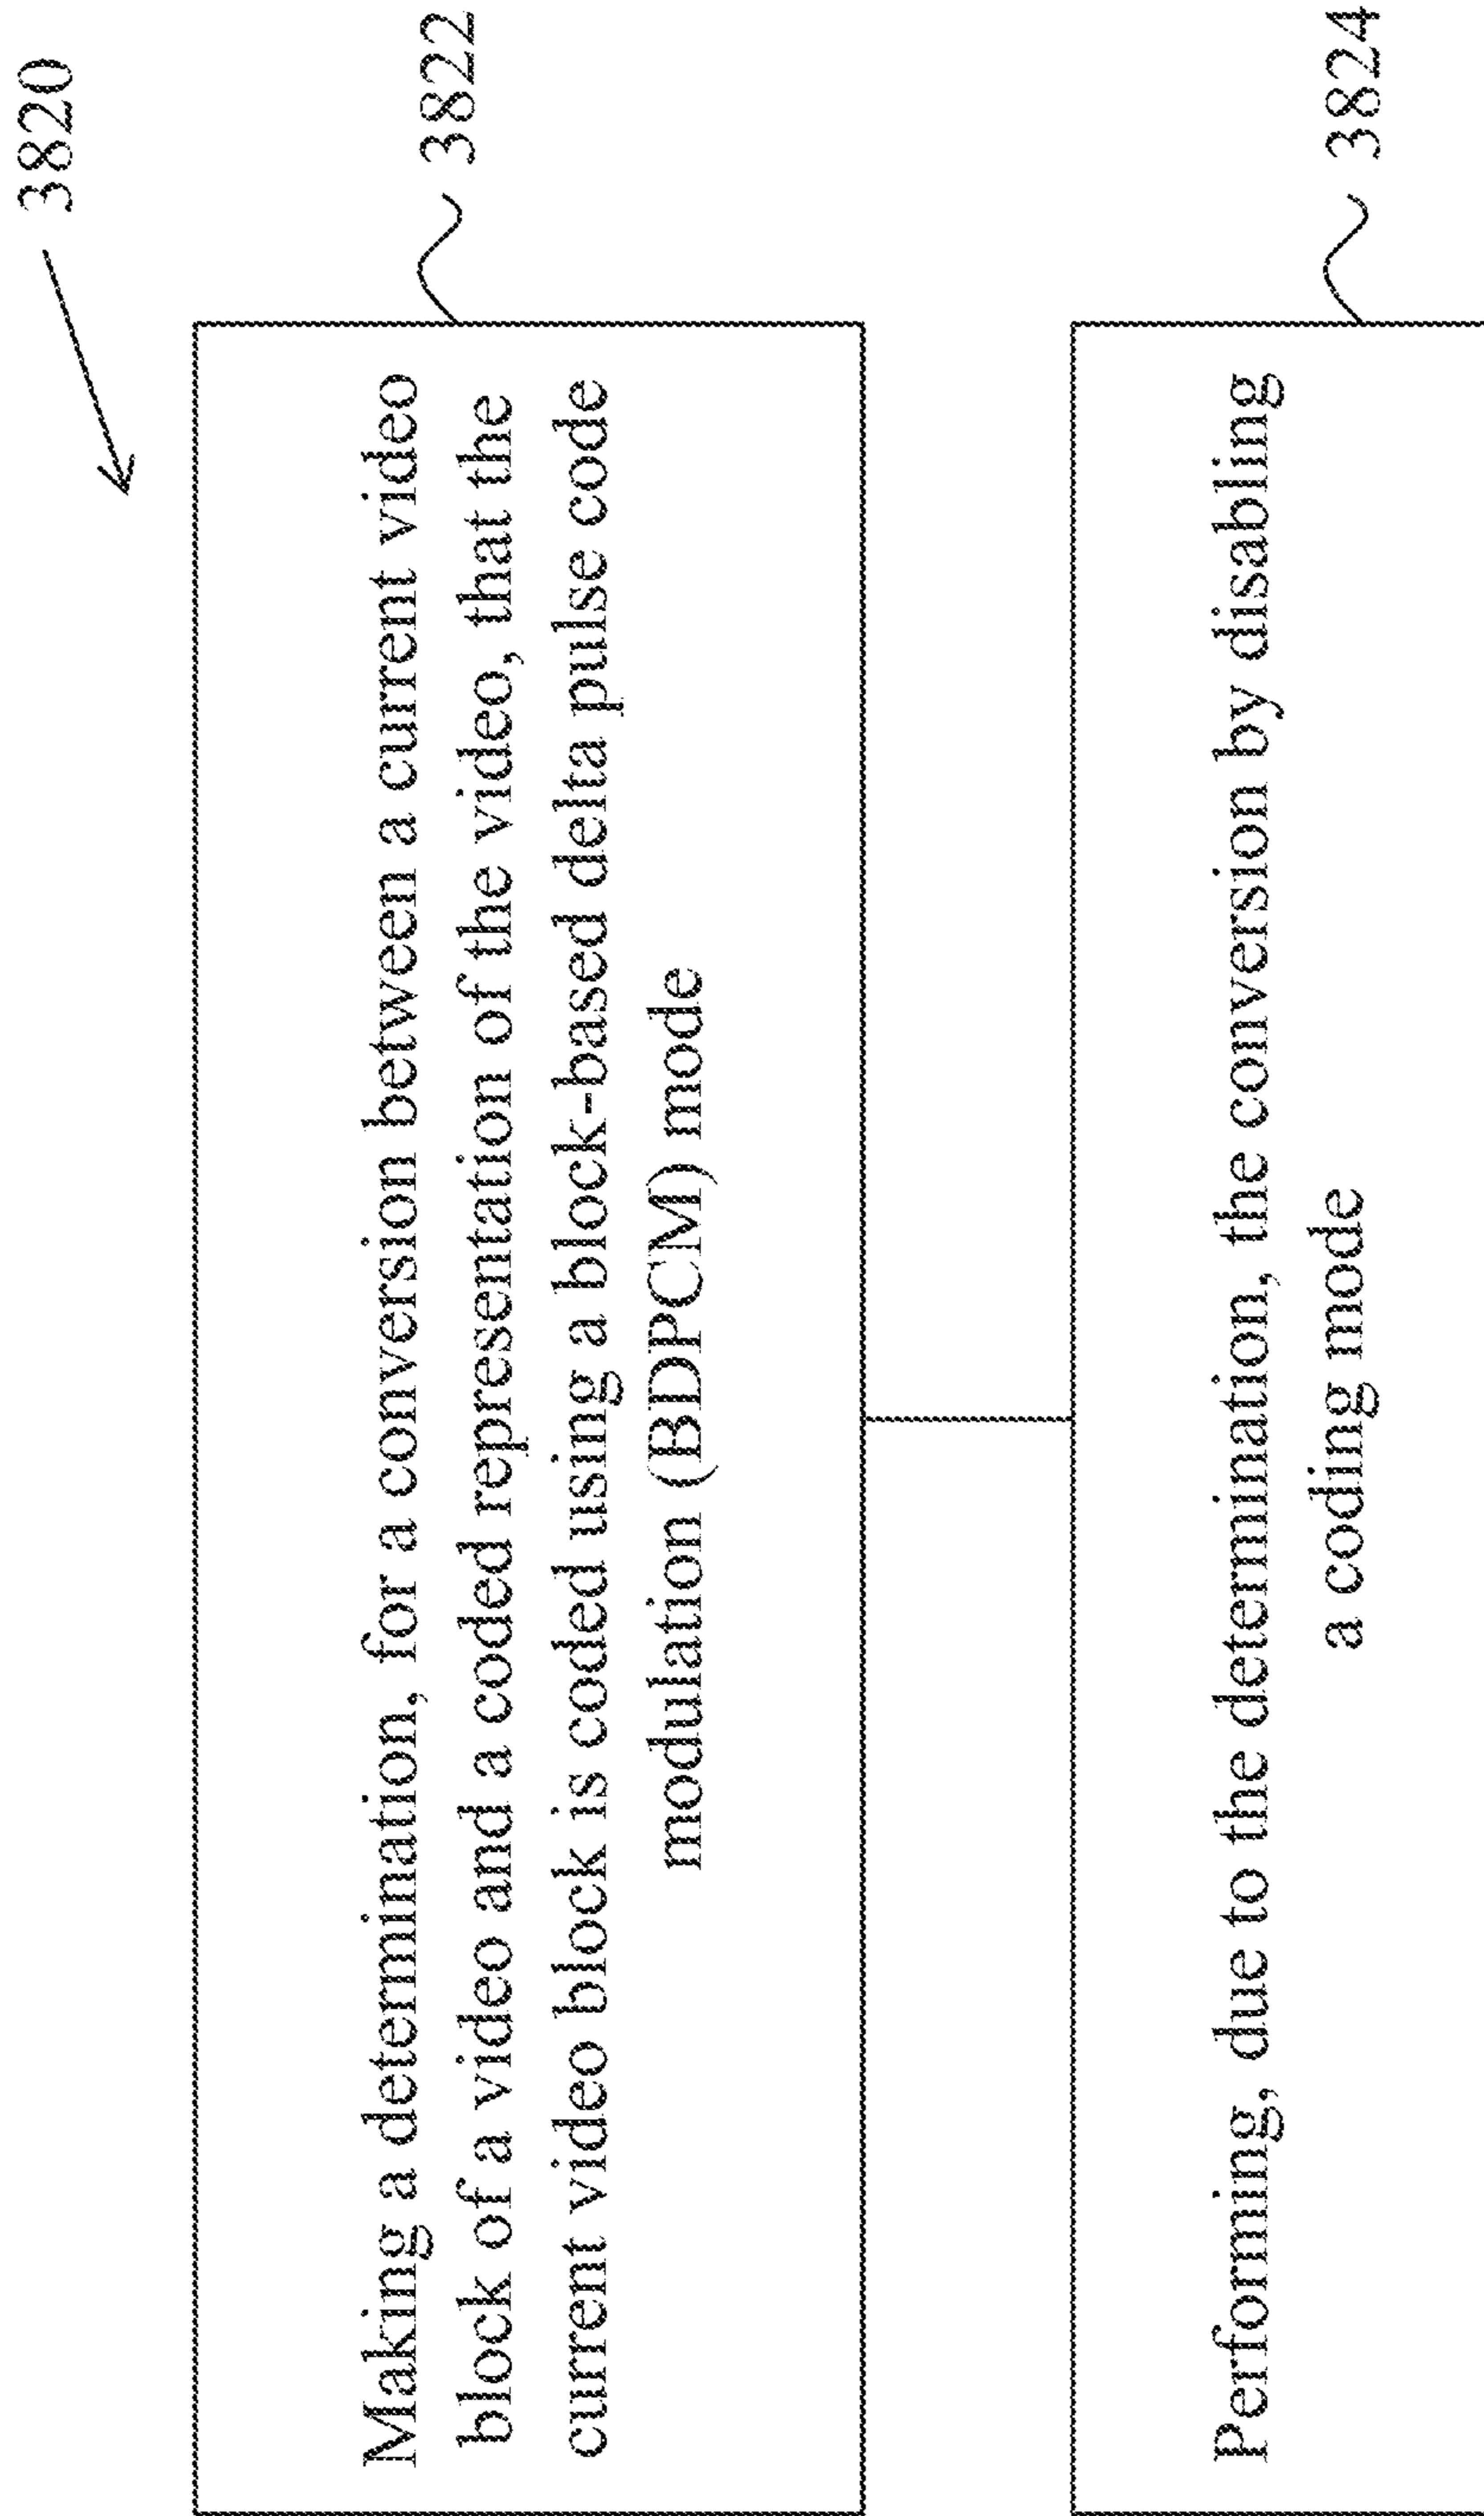 3820
Making a determination, for a conversion between a current video
block of a video and a coded representation of the video, that the
current video block is coded using a block-based delta pulse code
modulation (BDPCM) mode
3822
Performing, due to the determination, the conversion by disabling
a coding mode
3824